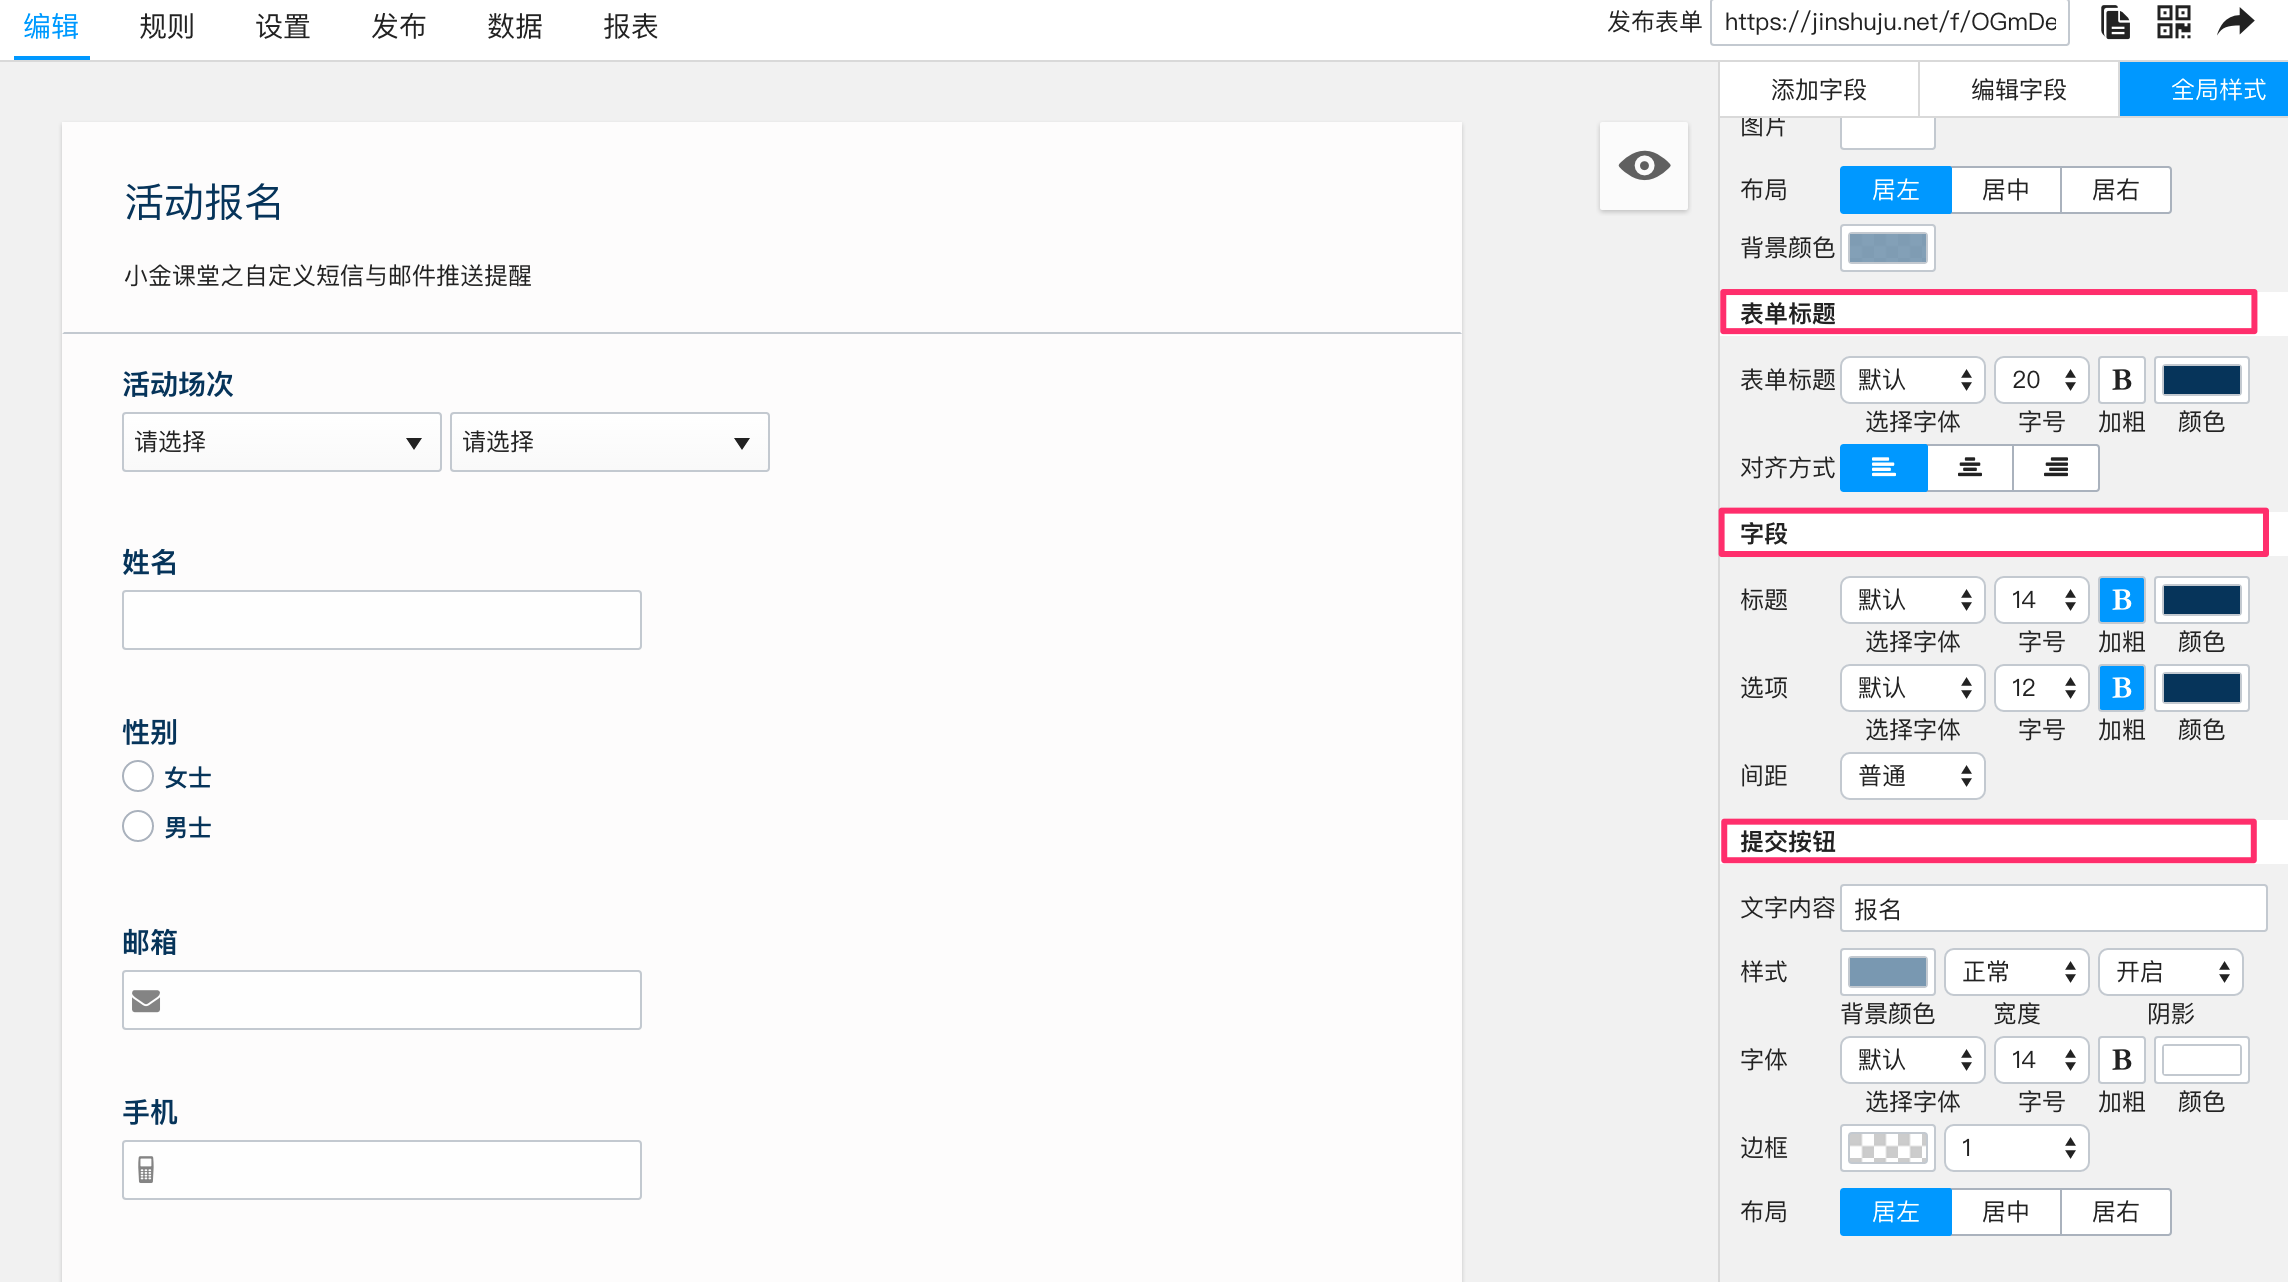 编辑 规则 设置 发布 数据 报表 发布表单 https://jinshuju.net/f/OGmDe
添加字段 编辑字段 全局样式
活动报名
小金课堂之自定义短信与邮件推送提醒
活动场次
请选择 请选择
姓名
性别
女士
男士
邮箱
手机
图片
布局 居左 居中 居右
背景颜色
表单标题
表单标题 默认 20 B
选择字体 字号 加粗 颜色
对齐方式
字段
标题 默认 14 B
选择字体 字号 加粗 颜色
选项 默认 12 B
选择字体 字号 加粗 颜色
间距 普通
提交按钮
文字内容 报名
样式 正常 开启
背景颜色 宽度 阴影
字体 默认 14 B
选择字体 字号 加粗 颜色
边框 1
布局 居左 居中 居右